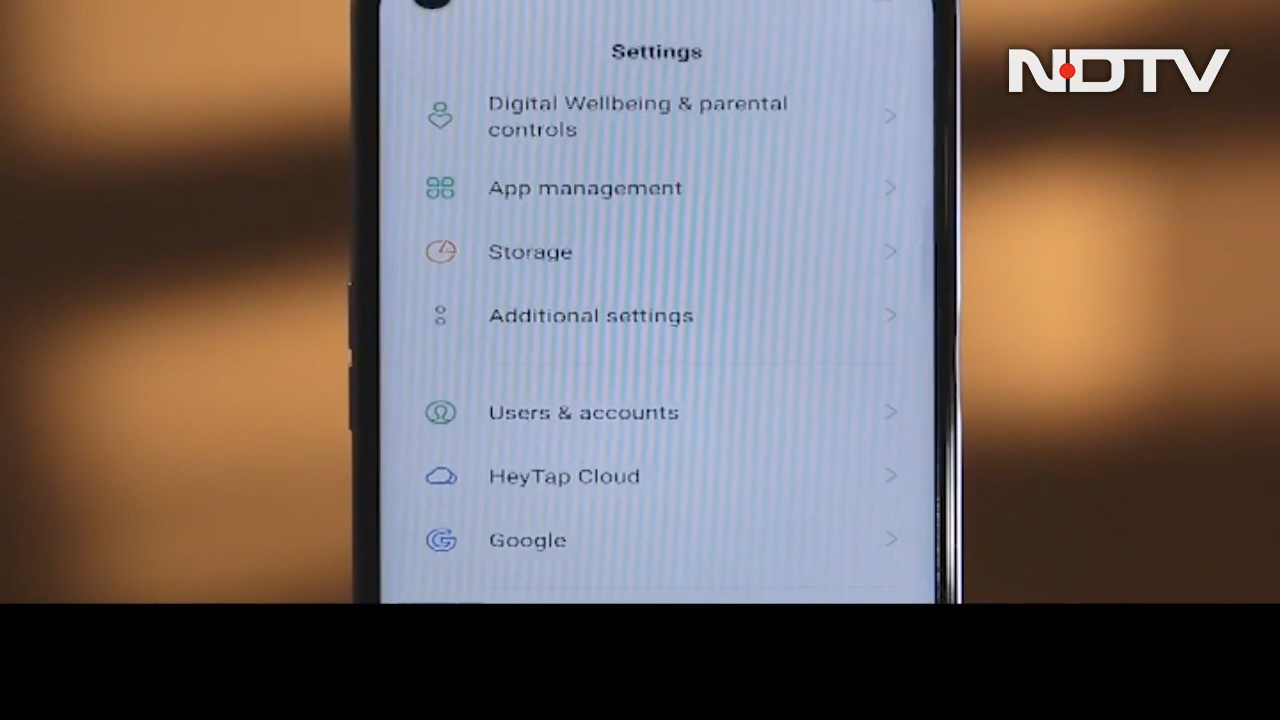 NDTV
Settings
Digital Wellbeing & parental
controls
App management
Storage
Additional settings
Users & accounts
HeyTap Cloud
Google